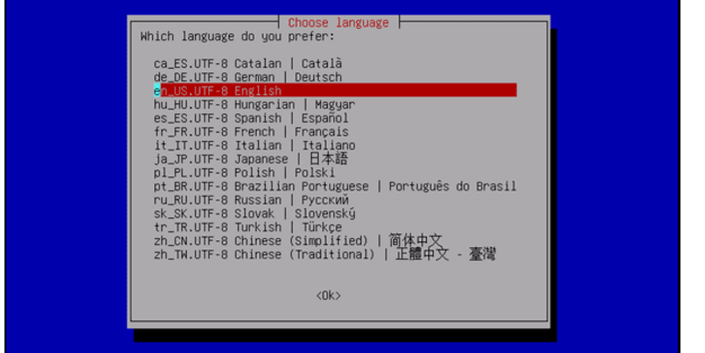 Choose language
Which language do you prefer:
ca_ES.UTF-8 Catalan | Català
de_DE.UTF-8 German | Deutsch
en_US.UTF-8 English
hu_HU.UTF-8 Hungarian | Magyar
es_ES.UTF-8 Spanish | Español
fr_FR.UTF-8 French | Français
it_IT.UTF-8 Italian | Italiano
ja_JP.UTF-8 Japanese | 日本語
pl_PL.UTF-8 Polish | Polski
pt_BR.UTF-8 Brazilian Portuguese | Português do Brasil
ru_RU.UTF-8 Russian | Русский
sk_SK.UTF-8 Slovak | Slovenský
tr_TR.UTF-8 Turkish | Türkçe
zh_CN.UTF-8 Chinese (Simplified) | 简体中文
zh_TW.UTF-8 Chinese (Traditional) | 正體中文 - 臺灣
<Ok>